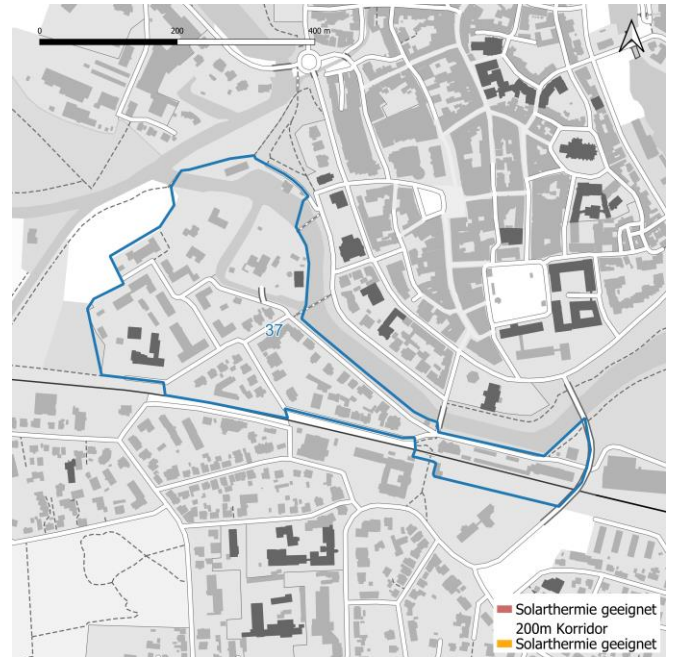 0 200 400 m
37
Solarthermie geeignet
200m Korridor
Solarthermie geeignet